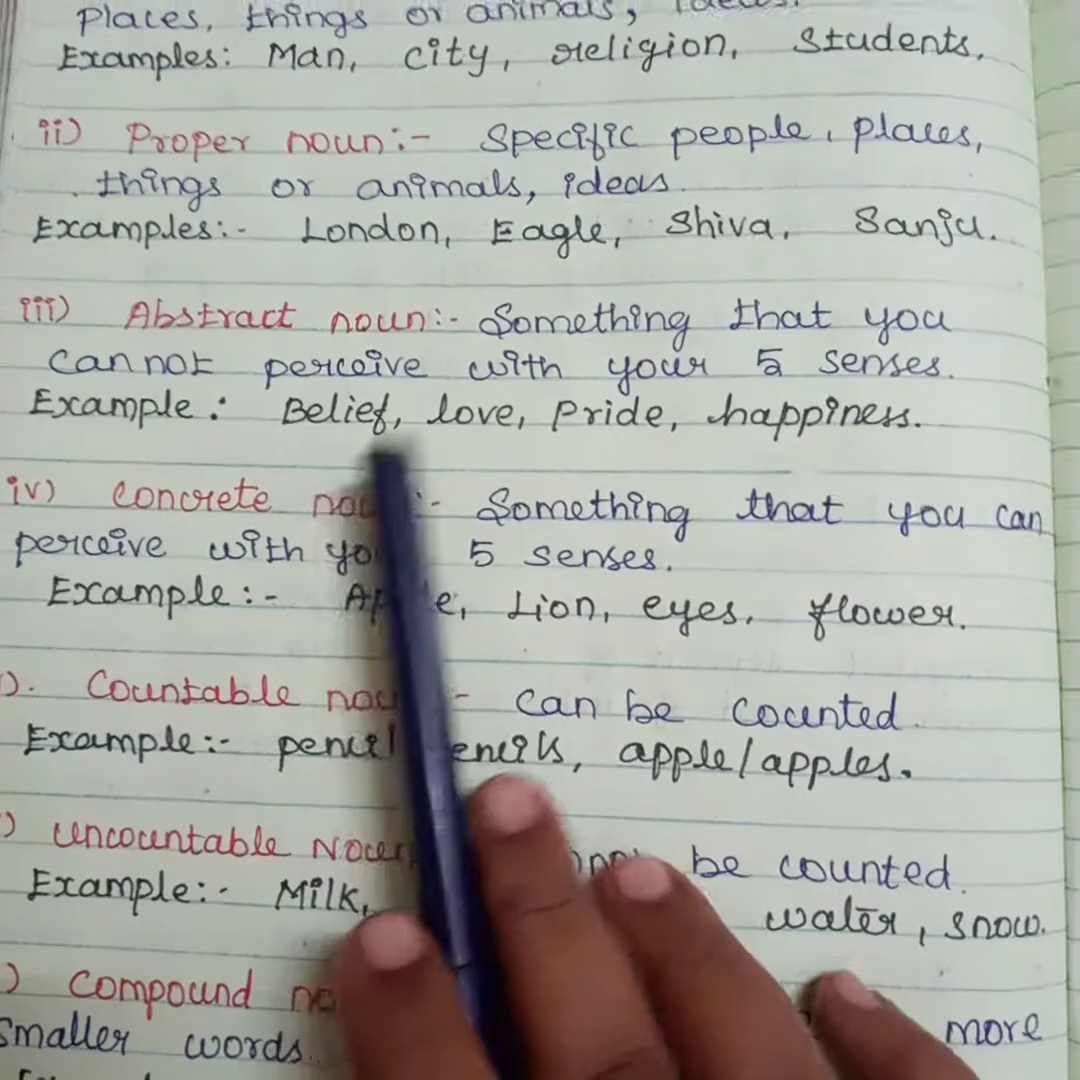 places, things or animals, ideas.
Examples: Man, city, religion, Students.
ii) Proper noun:- Specific people, places,
things or animals, ideas.
Examples:- London, Eagle, Shiva, Sanju.
iii) Abstract noun:- Something that you
cannot perceive with your 5 senses.
Example: Belief, love, Pride, happiness.
iv) Concrete :- Something that you can
perceive with 5 senses.
Example:- Lion, eyes, flower.
). Countable :- can be counted.
Example:- pencil apple/apples.
) Uncountable be counted.
Example:- Milk, water, snow.
) Compound more
smaller words.